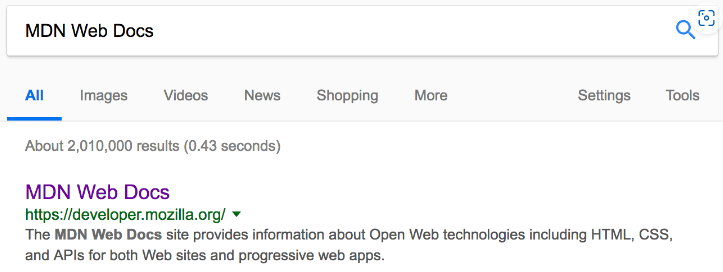 MDN Web Docs
All Images Videos News Shopping More Settings Tools
About 2,010,000 results (0.43 seconds)
MDN Web Docs
https://developer.mozilla.org/
The MDN Web Docs site provides information about Open Web technologies including HTML, CSS,
and APIs for both Web sites and progressive web apps.